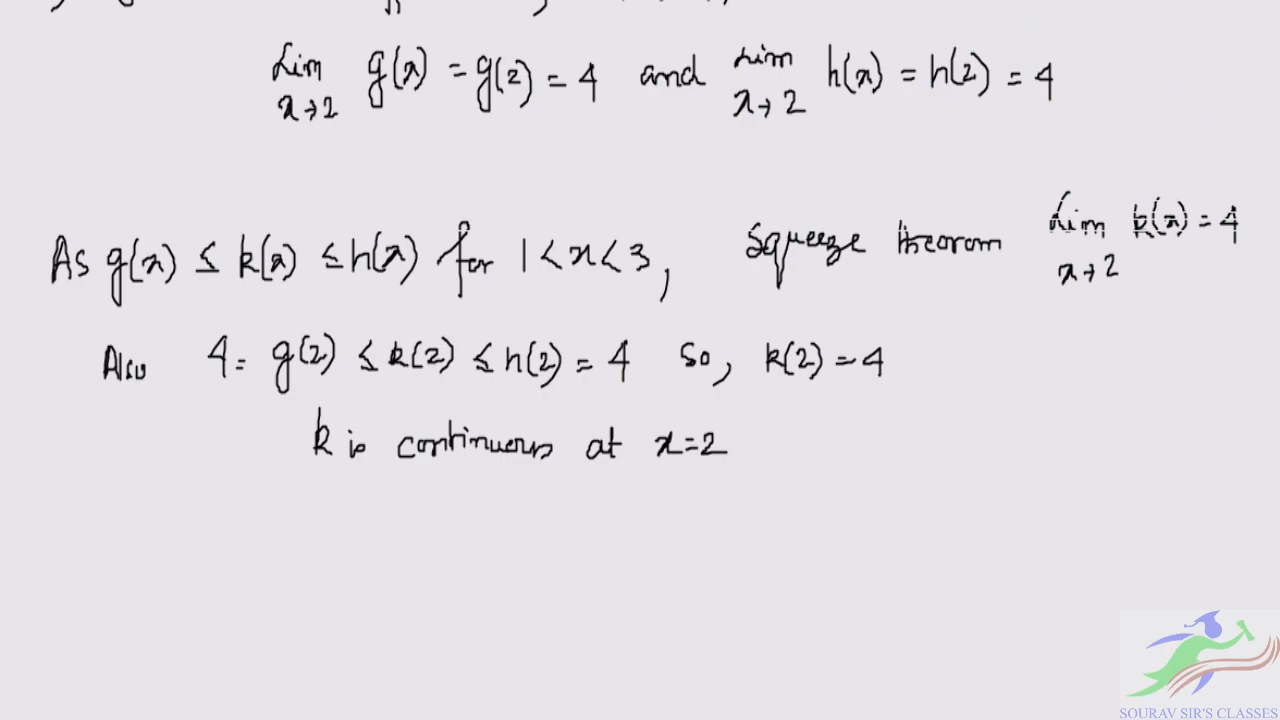 Lim g(x) = g(2) = 4 and Lim h(x) = h(2) = 4
x→2 x→2
As g(x) ≤ k(x) ≤ h(x) for 1 < x < 3, Squeeze theorem Lim k(x) = 4
x→2
Also 4 = g(2) ≤ k(2) ≤ h(2) = 4 So, k(2) = 4
k is continuous at x=2
SOURAV SIR'S CLASSES